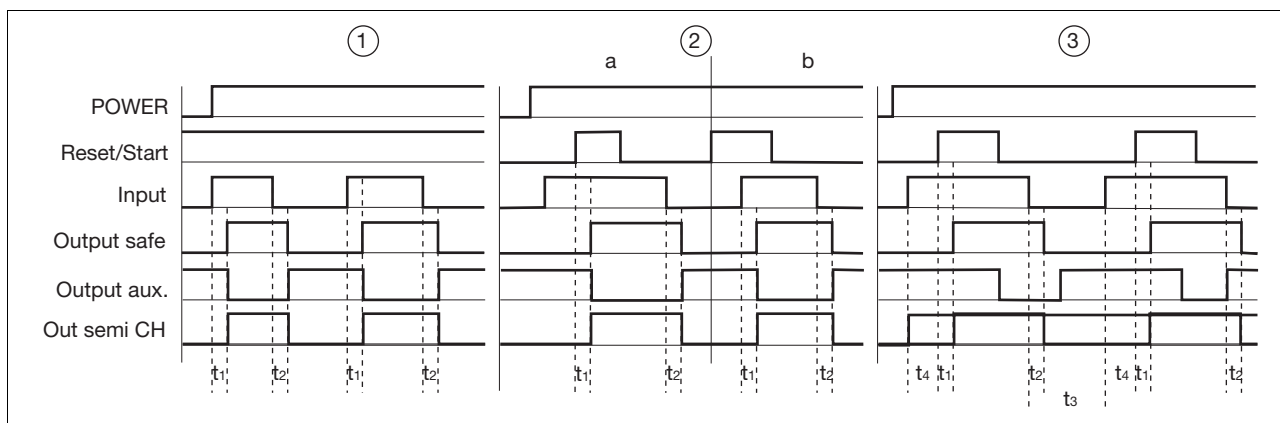 ① ② ③
a b
POWER
Reset/Start
Input
Output safe
Output aux.
Out semi CH
t1 t2 t1 t2 t1 t2 t1 t2 t4 t1 t2 t4 t1 t2
t3